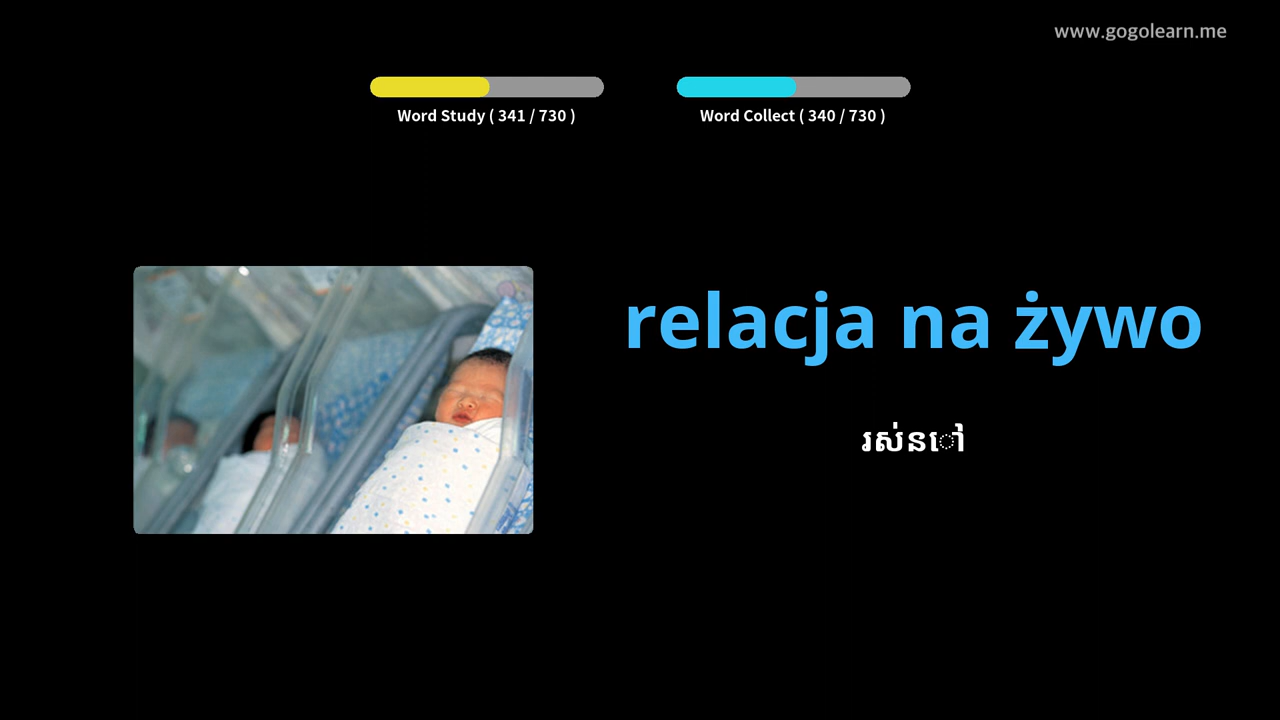 www.gogolearn.me
Word Study ( 341 / 730 )
Word Collect ( 340 / 730 )
relacja na żywo
រស់នៅ